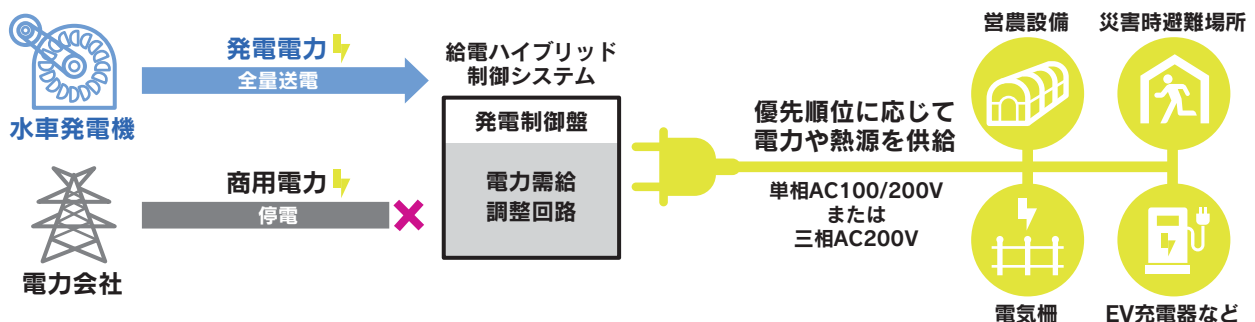 発電電力
全量送電
水車発電機
商用電力
停電
電力会社
給電ハイブリッド
制御システム
発電制御盤
電力需給
調整回路
優先順位に応じて
電力や熱源を供給
単相AC100/200V
または
三相AC200V
営農設備
災害時避難場所
電気柵
EV充電器など